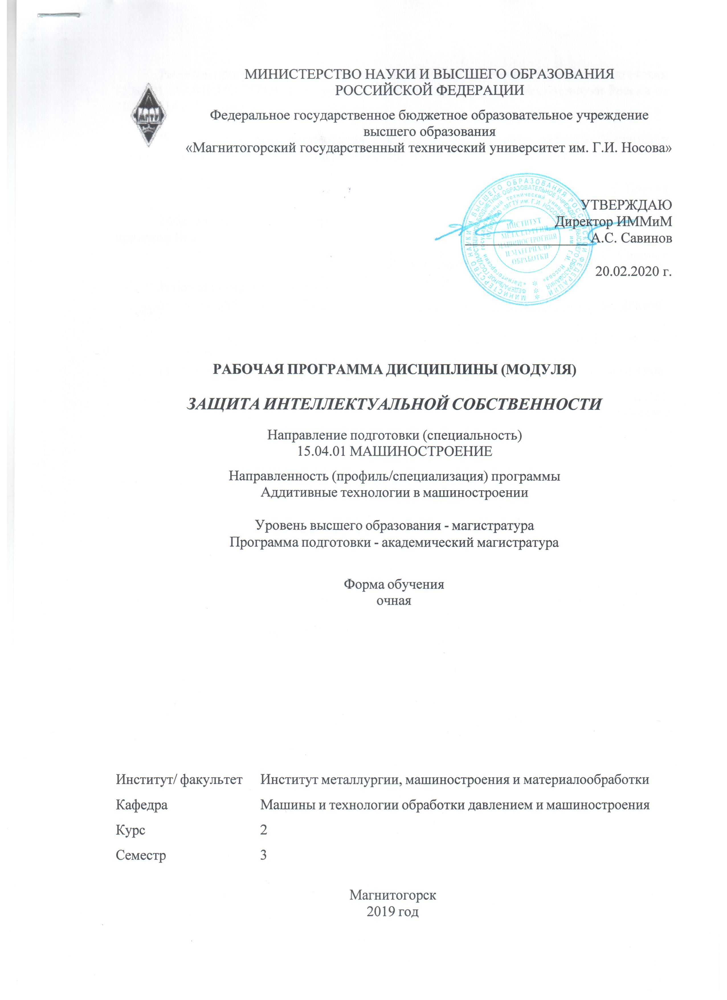 МИНИСТЕРСТВО НАУКИ И ВЫСШЕГО ОБРАЗОВАНИЯ
РОССИЙСКОЙ ФЕДЕРАЦИИ
МГТУ
Федеральное государственное бюджетное образовательное учреждение
высшего образования
«Магнитогорский государственный технический университет им. Г.И. Носова»
УТВЕРЖДАЮ
Директор ИММиМ
А.С. Савинов
20.02.2020 г.
МИНИСТЕРСТВО НАУКИ И ВЫСШЕГО ОБРАЗОВАНИЯ РОССИЙСКОЙ ФЕДЕРАЦИИ
ФЕДЕРАЛЬНОЕ ГОСУДАРСТВЕННОЕ БЮДЖЕТНОЕ ОБРАЗОВАТЕЛЬНОЕ УЧРЕЖДЕНИЕ ВЫСШЕГО ОБРАЗОВАНИЯ
«Магнитогорский государственный технический университет им. Г.И. Носова»
(ФГБОУ ВО «МГТУ им. Г.И. НОСОВА»)
ИНСТИТУТ
МЕТАЛЛУРГИИ,
МАШИНОСТРОЕНИЯ
И МАТЕРИАЛО-
ОБРАБОТКИ
РАБОЧАЯ ПРОГРАММА ДИСЦИПЛИНЫ (МОДУЛЯ)
ЗАЩИТА ИНТЕЛЛЕКТУАЛЬНОЙ СОБСТВЕННОСТИ
Направление подготовки (специальность)
15.04.01 МАШИНОСТРОЕНИЕ
Направленность (профиль/специализация) программы
Аддитивные технологии в машиностроении
Уровень высшего образования - магистратура
Программа подготовки - академический магистратура
Форма обучения
очная
Институт/ факультет Институт металлургии, машиностроения и материалообработки
Кафедра Машины и технологии обработки давлением и машиностроения
Курс 2
Семестр 3
Магнитогорск
2019 год